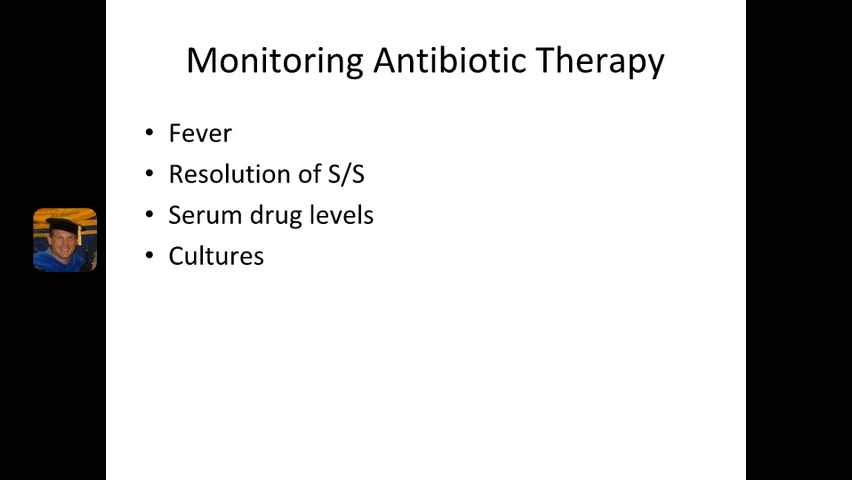 Monitoring Antibiotic Therapy
• Fever
• Resolution of S/S
• Serum drug levels
• Cultures